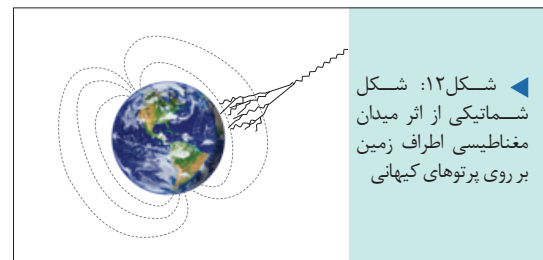 ◀ شکل۱۲: شکل
شماتیکی از اثر میدان
مغناطیسی اطراف زمین
بر روی پرتوهای کیهانی